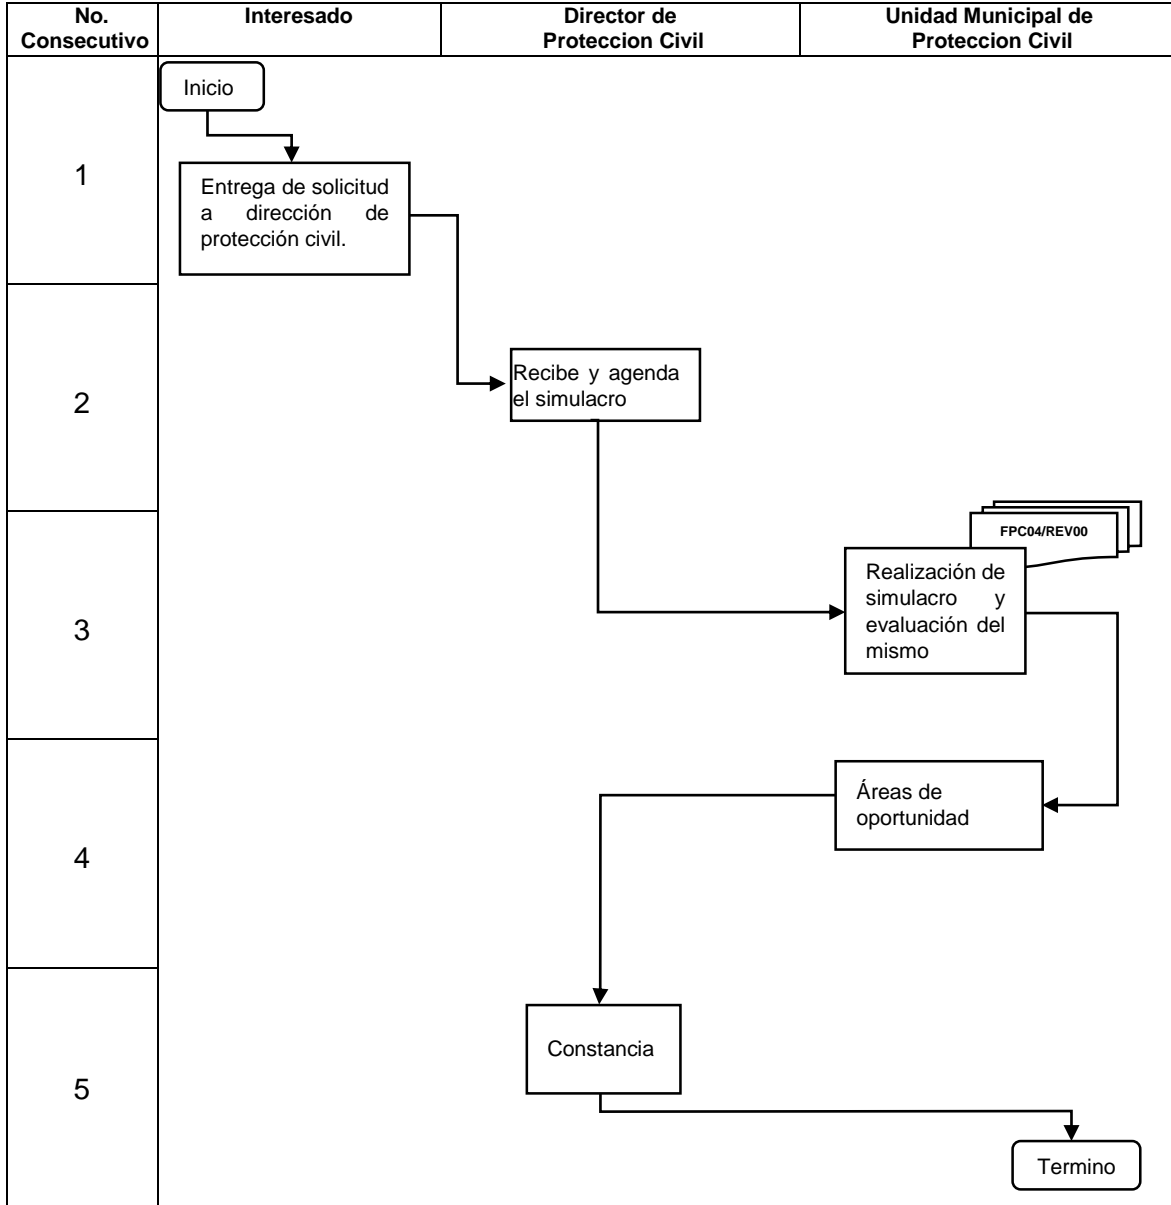 No.
Consecutivo
Interesado
Director de
Proteccion Civil
Unidad Municipal de
Proteccion Civil
Inicio
1
Entrega de solicitud
a dirección de
protección civil.
2
Recibe y agenda
el simulacro
FPC04/REV00
3
Realización de
simulacro y
evaluación del
mismo
4
Áreas de
oportunidad
5
Constancia
Termino